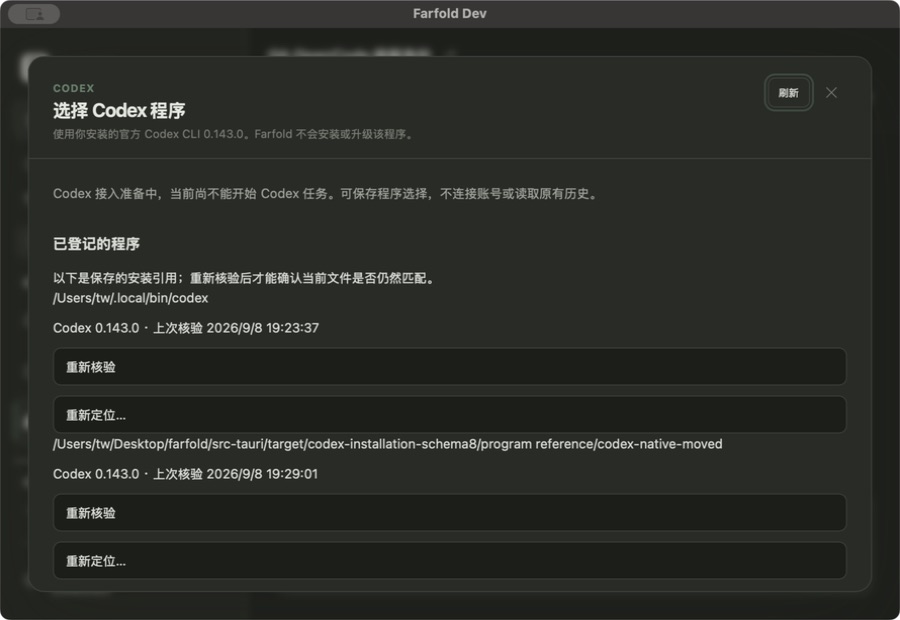 Farfold Dev
CODEX
选择 Codex 程序
刷新
使用你安装的官方 Codex CLI 0.143.0。Farfold 不会安装或升级该程序。
Codex 接入准备中，当前尚不能开始 Codex 任务。可保存程序选择，不连接账号或读取原有历史。
已登记的程序
以下是保存的安装引用；重新核验后才能确认当前文件是否仍然匹配。
/Users/tw/.local/bin/codex
Codex 0.143.0 · 上次核验 2026/9/8 19:23:37
重新核验
重新定位...
/Users/tw/Desktop/farfold/src-tauri/target/codex-installation-schema8/program reference/codex-native-moved
Codex 0.143.0 · 上次核验 2026/9/8 19:29:01
重新核验
重新定位...